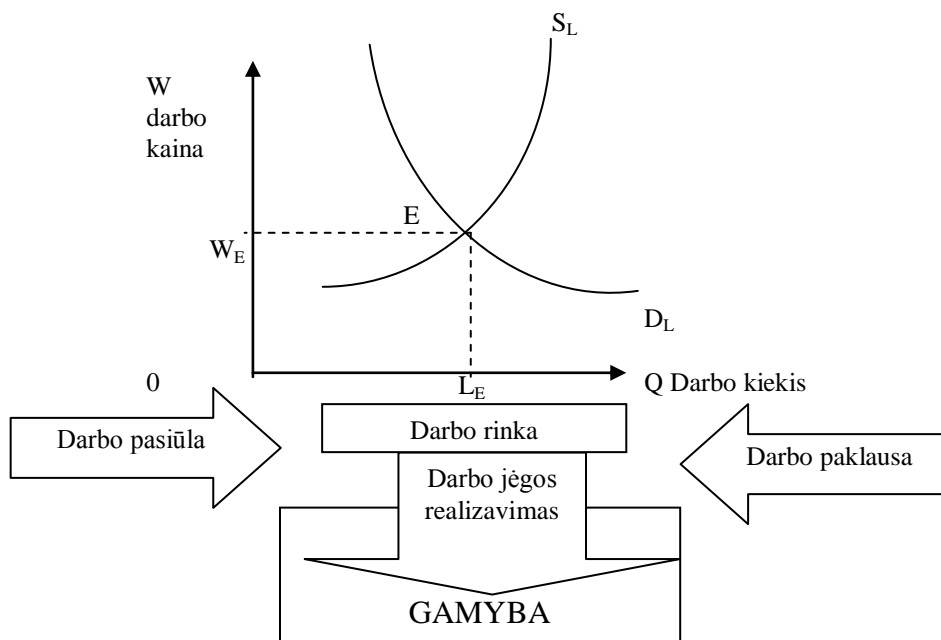 S_L
W
darbo
kaina
E
W_E
D_L
0
L_E
Q Darbo kiekis
Darbo pasiūla
Darbo rinka
Darbo paklausa
Darbo jėgos
realizavimas
GAMYBA